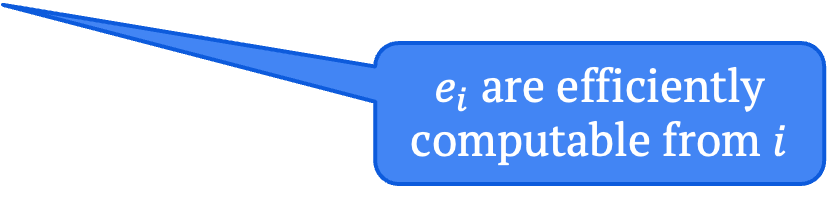 eᵢ are efficiently
computable from i